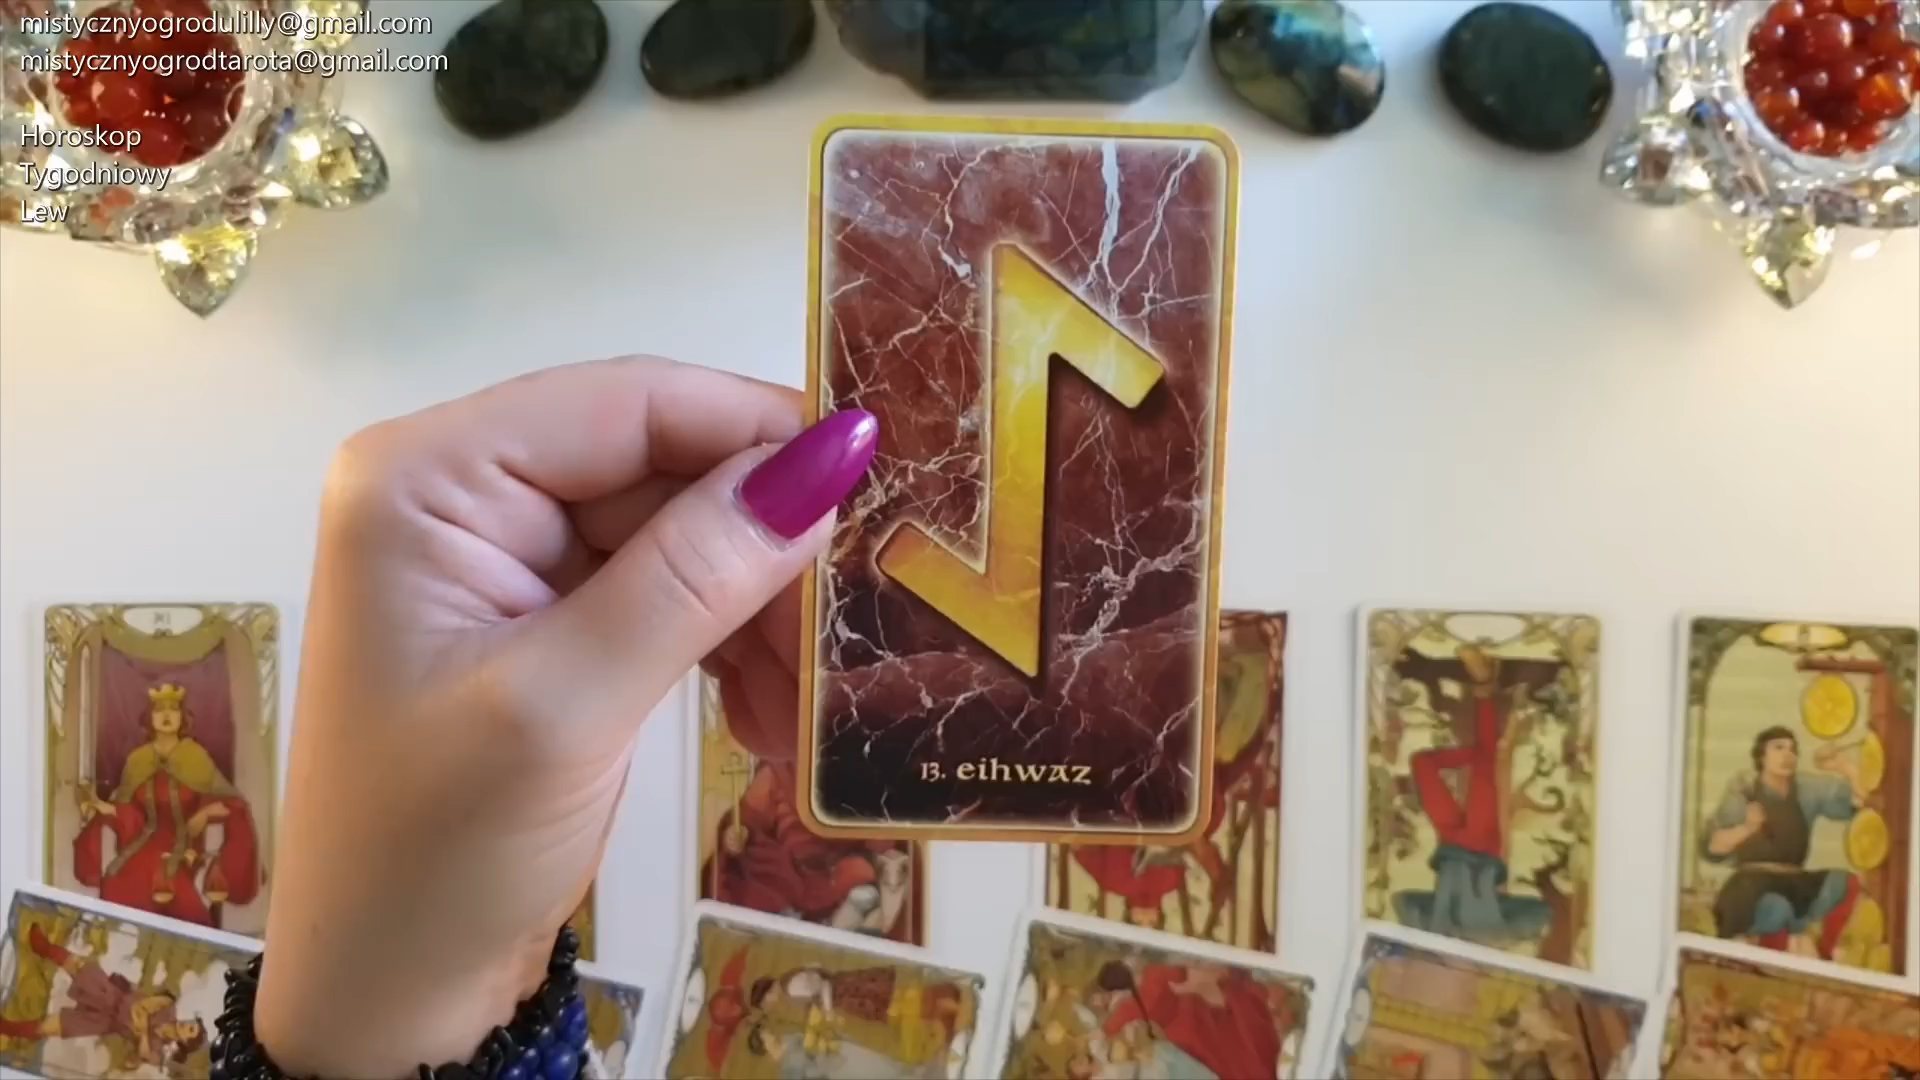 mistycznyogrodulilly@gmail.com
mistycznyogrodtarota@gmail.com
Horoskop
Tygodniowy
Lew
13. eihwaz